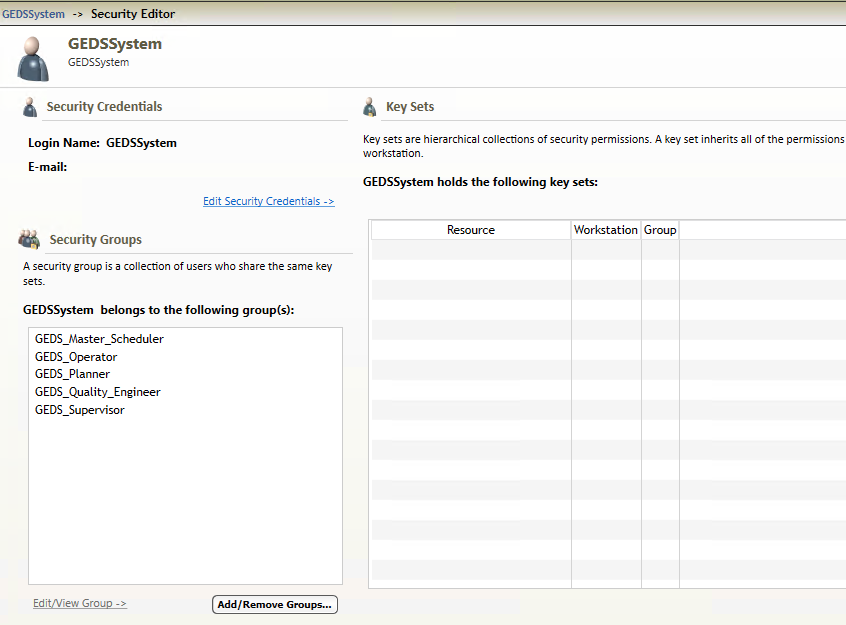 GEDSSystem -> Security Editor
GEDSSystem
GEDSSystem
Security Credentials
Login Name: GEDSSystem
E-mail:
Edit Security Credentials ->
Security Groups
A security group is a collection of users who share the same key
sets.
GEDSSystem belongs to the following group(s):
GEDS_Master_Scheduler
GEDS_Operator
GEDS_Planner
GEDS_Quality_Engineer
GEDS_Supervisor
Edit/View Group ->
Add/Remove Groups...
Key Sets
Key sets are hierarchical collections of security permissions. A key set inherits all of the permissions
workstation.
GEDSSystem holds the following key sets:
Resource Workstation Group